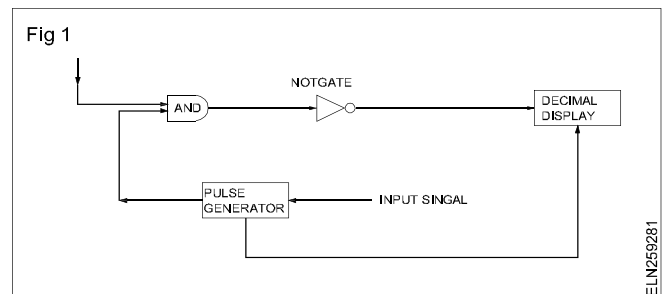 Fig 1
NOTGATE
AND
DECIMAL
DISPLAY
PULSE
GENERATOR
INPUT SINGAL
ELN259281